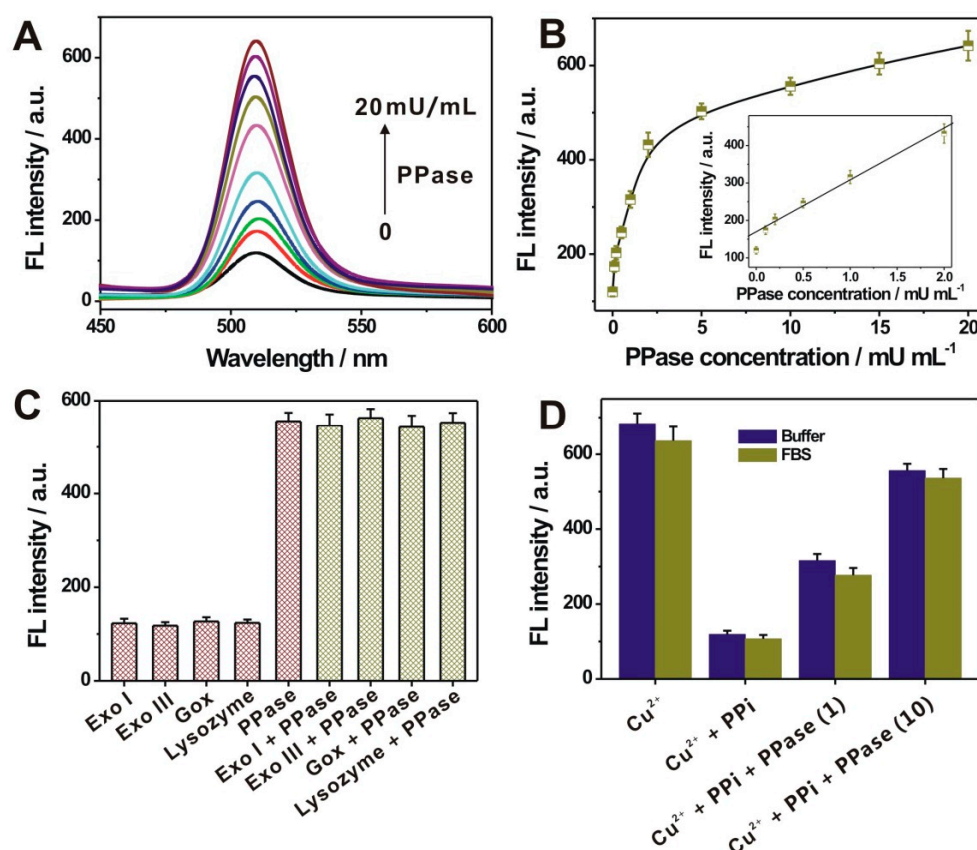 A
FL intensity / a.u.
600
400
200
0
20 mU/mL
PPase
0
450
500
550
600
Wavelength / nm
B
FL intensity / a.u.
600
400
200
FL intensity / a.u.
400
300
200
100
0.0
0.5
1.0
1.5
2.0
PPase concentration / mU mL⁻¹
0
5
10
15
20
PPase concentration / mU mL⁻¹
C
FL intensity / a.u.
600
400
200
0
Exo I
Exo III
Gox
Lysozyme
PPase
Exo I + PPase
Exo III + PPase
Gox + PPase
Lysozyme + PPase
D
FL intensity / a.u.
600
400
200
0
Buffer
FBS
Cu²⁺
Cu²⁺ + PPi
Cu²⁺ + PPi + PPase (1)
Cu²⁺ + PPi + PPase (10)